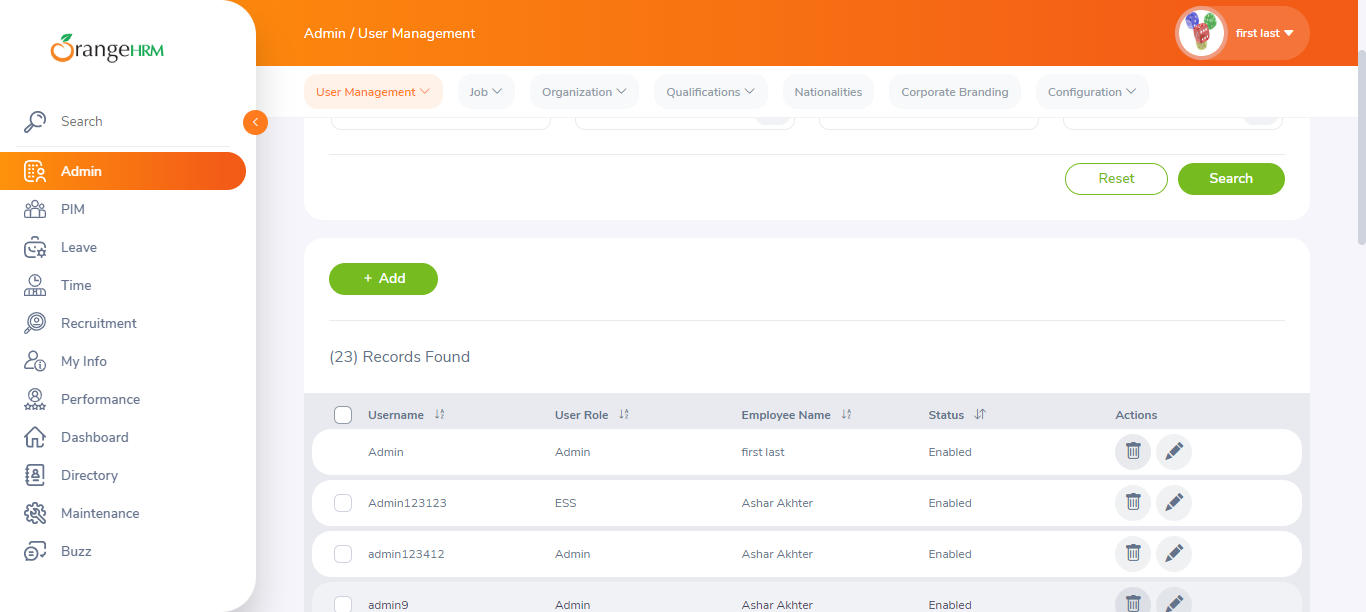 OrangeHRM
Admin / User Management
first last
User Management
Job
Organization
Qualifications
Nationalities
Corporate Branding
Configuration
Search
Admin
PIM
Leave
Time
Recruitment
My Info
Performance
Dashboard
Directory
Maintenance
Buzz
Reset
Search
+ Add
(23) Records Found
Username User Role Employee Name Status Actions
Admin Admin first last Enabled
Admin123123 ESS Ashar Akhter Enabled
admin123412 Admin Ashar Akhter Enabled
admin9 Admin Ashar Akhter Enabled